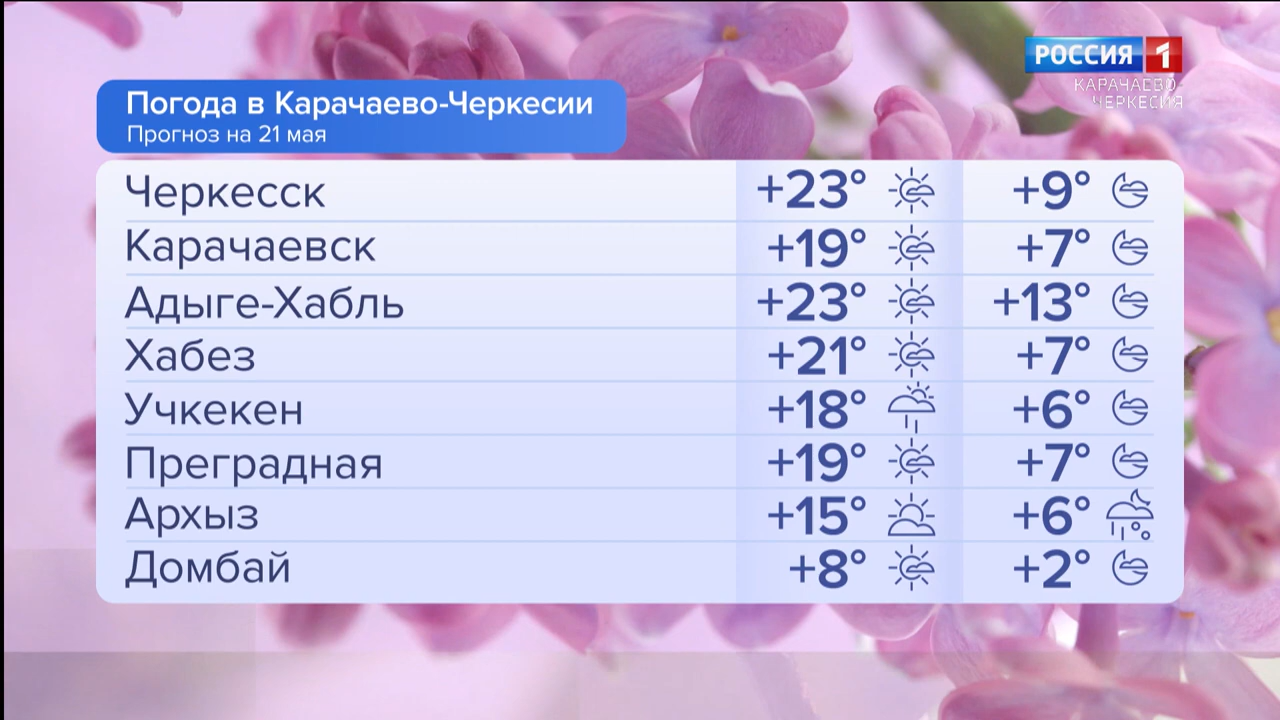 РОССИЯ 1
КАРАЧАЕВО-
ЧЕРКЕСИЯ
Погода в Карачаево-Черкесии
Прогноз на 21 мая
Черкесск +23° +9°
Карачаевск +19° +7°
Адыге-Хабль +23° +13°
Хабез +21° +7°
Учкекен +18° +6°
Преградная +19° +7°
Архыз +15° +6°
Домбай +8° +2°